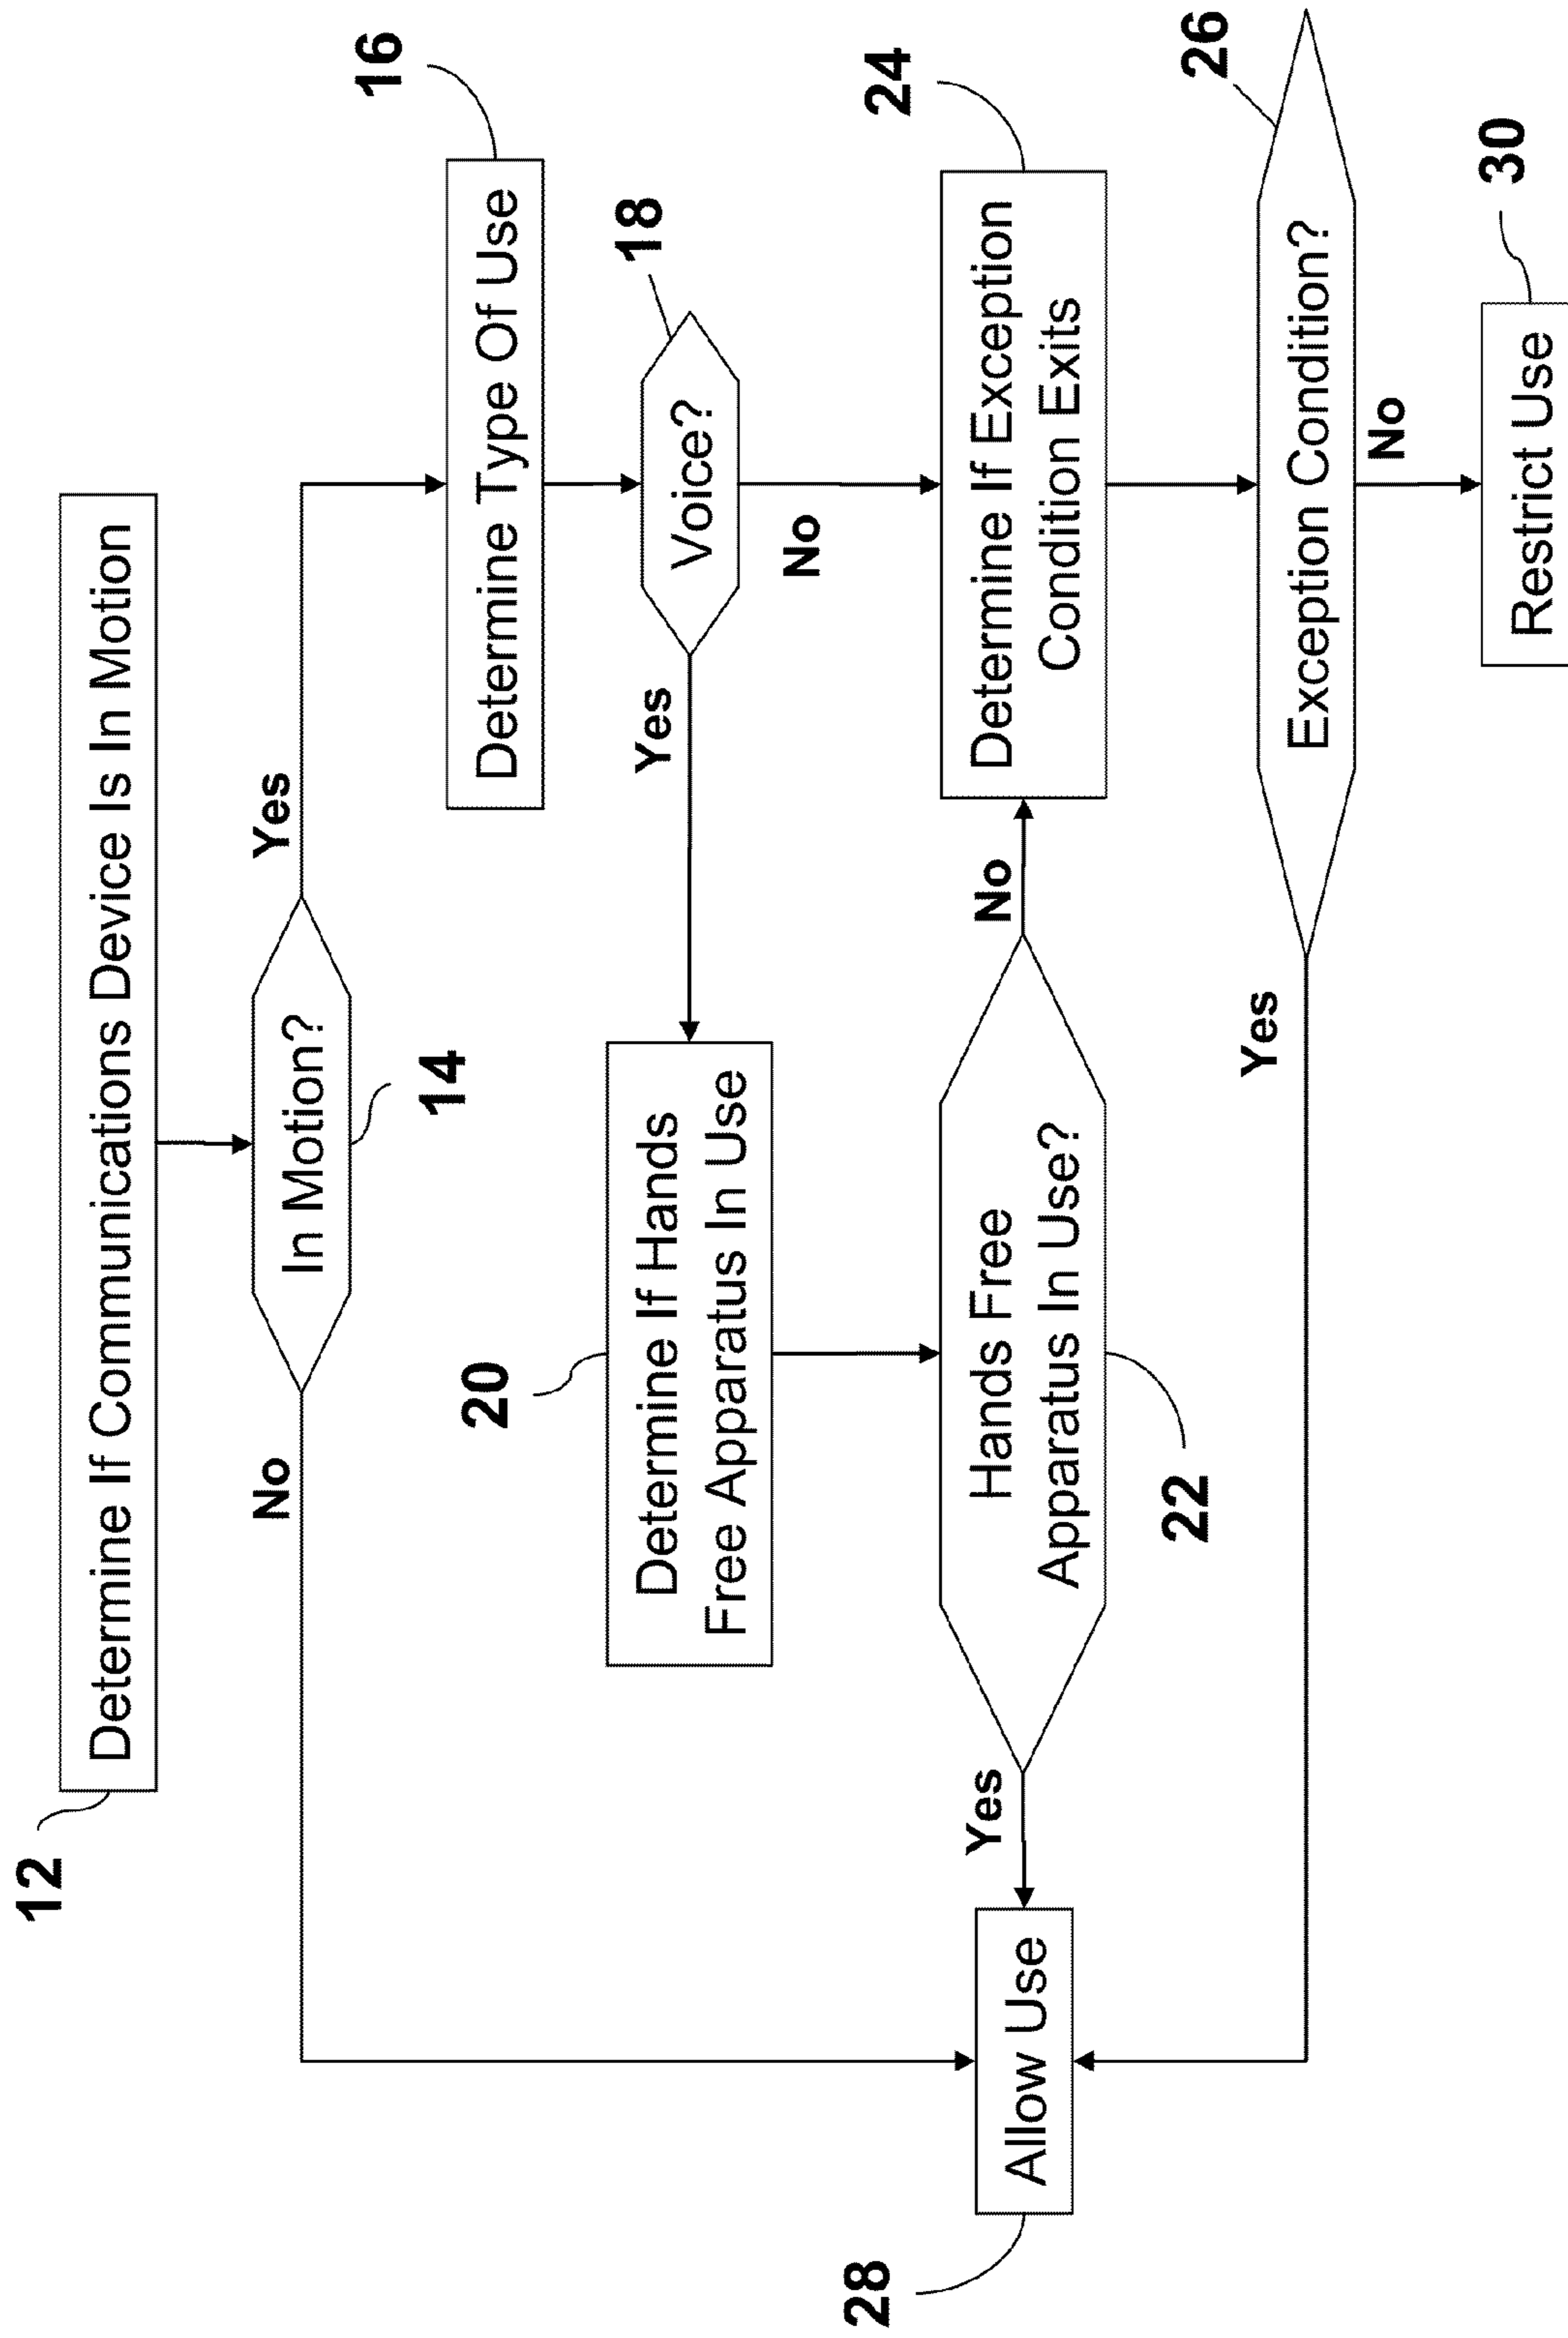 12
Determine If Communications Device Is In Motion
No
In Motion?
Yes
14
16
Determine Type Of Use
18
Voice?
Yes
No
20
Determine If Hands
Free Apparatus In Use
24
Determine If Exception
Condition Exits
Hands Free
Apparatus In Use?
22
Yes
No
28
Allow Use
26
Exception Condition?
Yes
No
30
Restrict Use